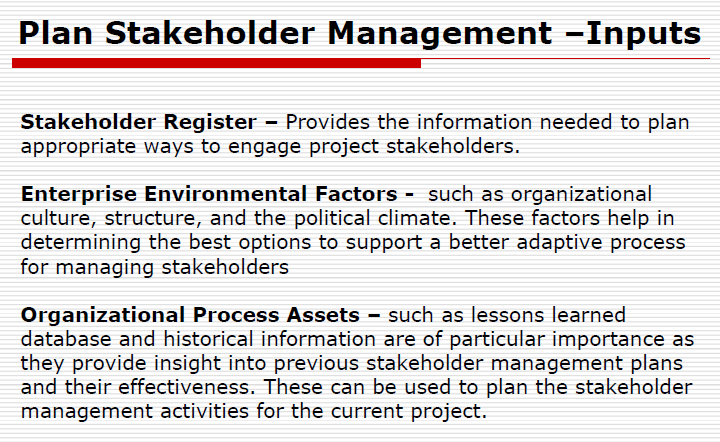 Plan Stakeholder Management –Inputs
Stakeholder Register – Provides the information needed to plan
appropriate ways to engage project stakeholders.
Enterprise Environmental Factors -  such as organizational
culture, structure, and the political climate. These factors help in
determining the best options to support a better adaptive process
for managing stakeholders
Organizational Process Assets – such as lessons learned
database and historical information are of particular importance as
they provide insight into previous stakeholder management plans
and their effectiveness. These can be used to plan the stakeholder
management activities for the current project.